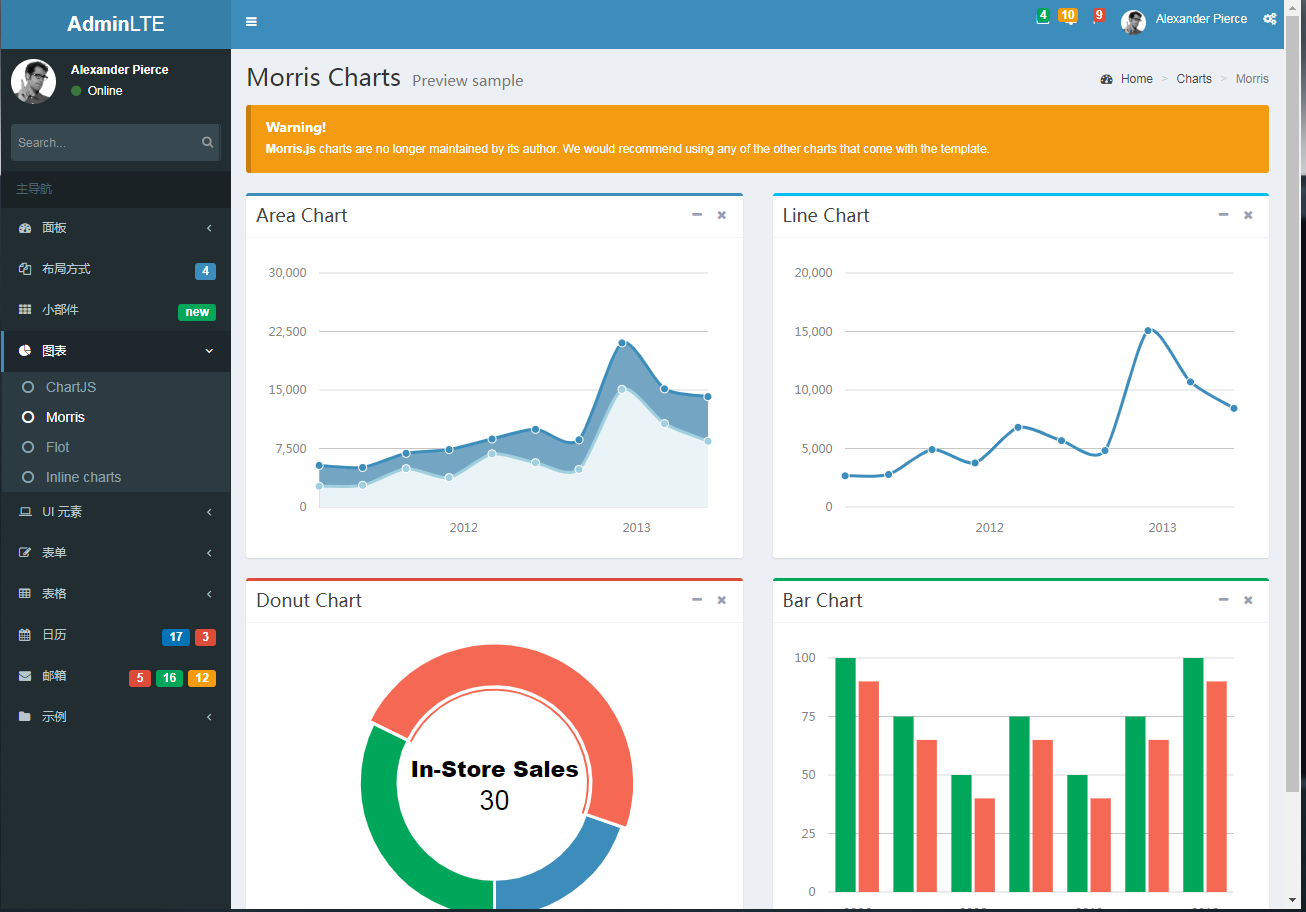 AdminLTE
4 10 9 Alexander Pierce
Alexander Pierce
Online
Search...
主导航
面板
布局方式 4
小部件 new
图表
ChartJS
Morris
Flot
Inline charts
UI 元素
表单
表格
日历 17 3
邮箱 5 16 12
示例
Morris Charts Preview sample
Home > Charts > Morris
Warning!
Morris.js charts are no longer maintained by its author. We would recommend using any of the other charts that come with the template.
Area Chart
30,000
22,500
15,000
7,500
0
2012 2013
Line Chart
20,000
15,000
10,000
5,000
0
2012 2013
Donut Chart
In-Store Sales
30
Bar Chart
100
75
50
25
0